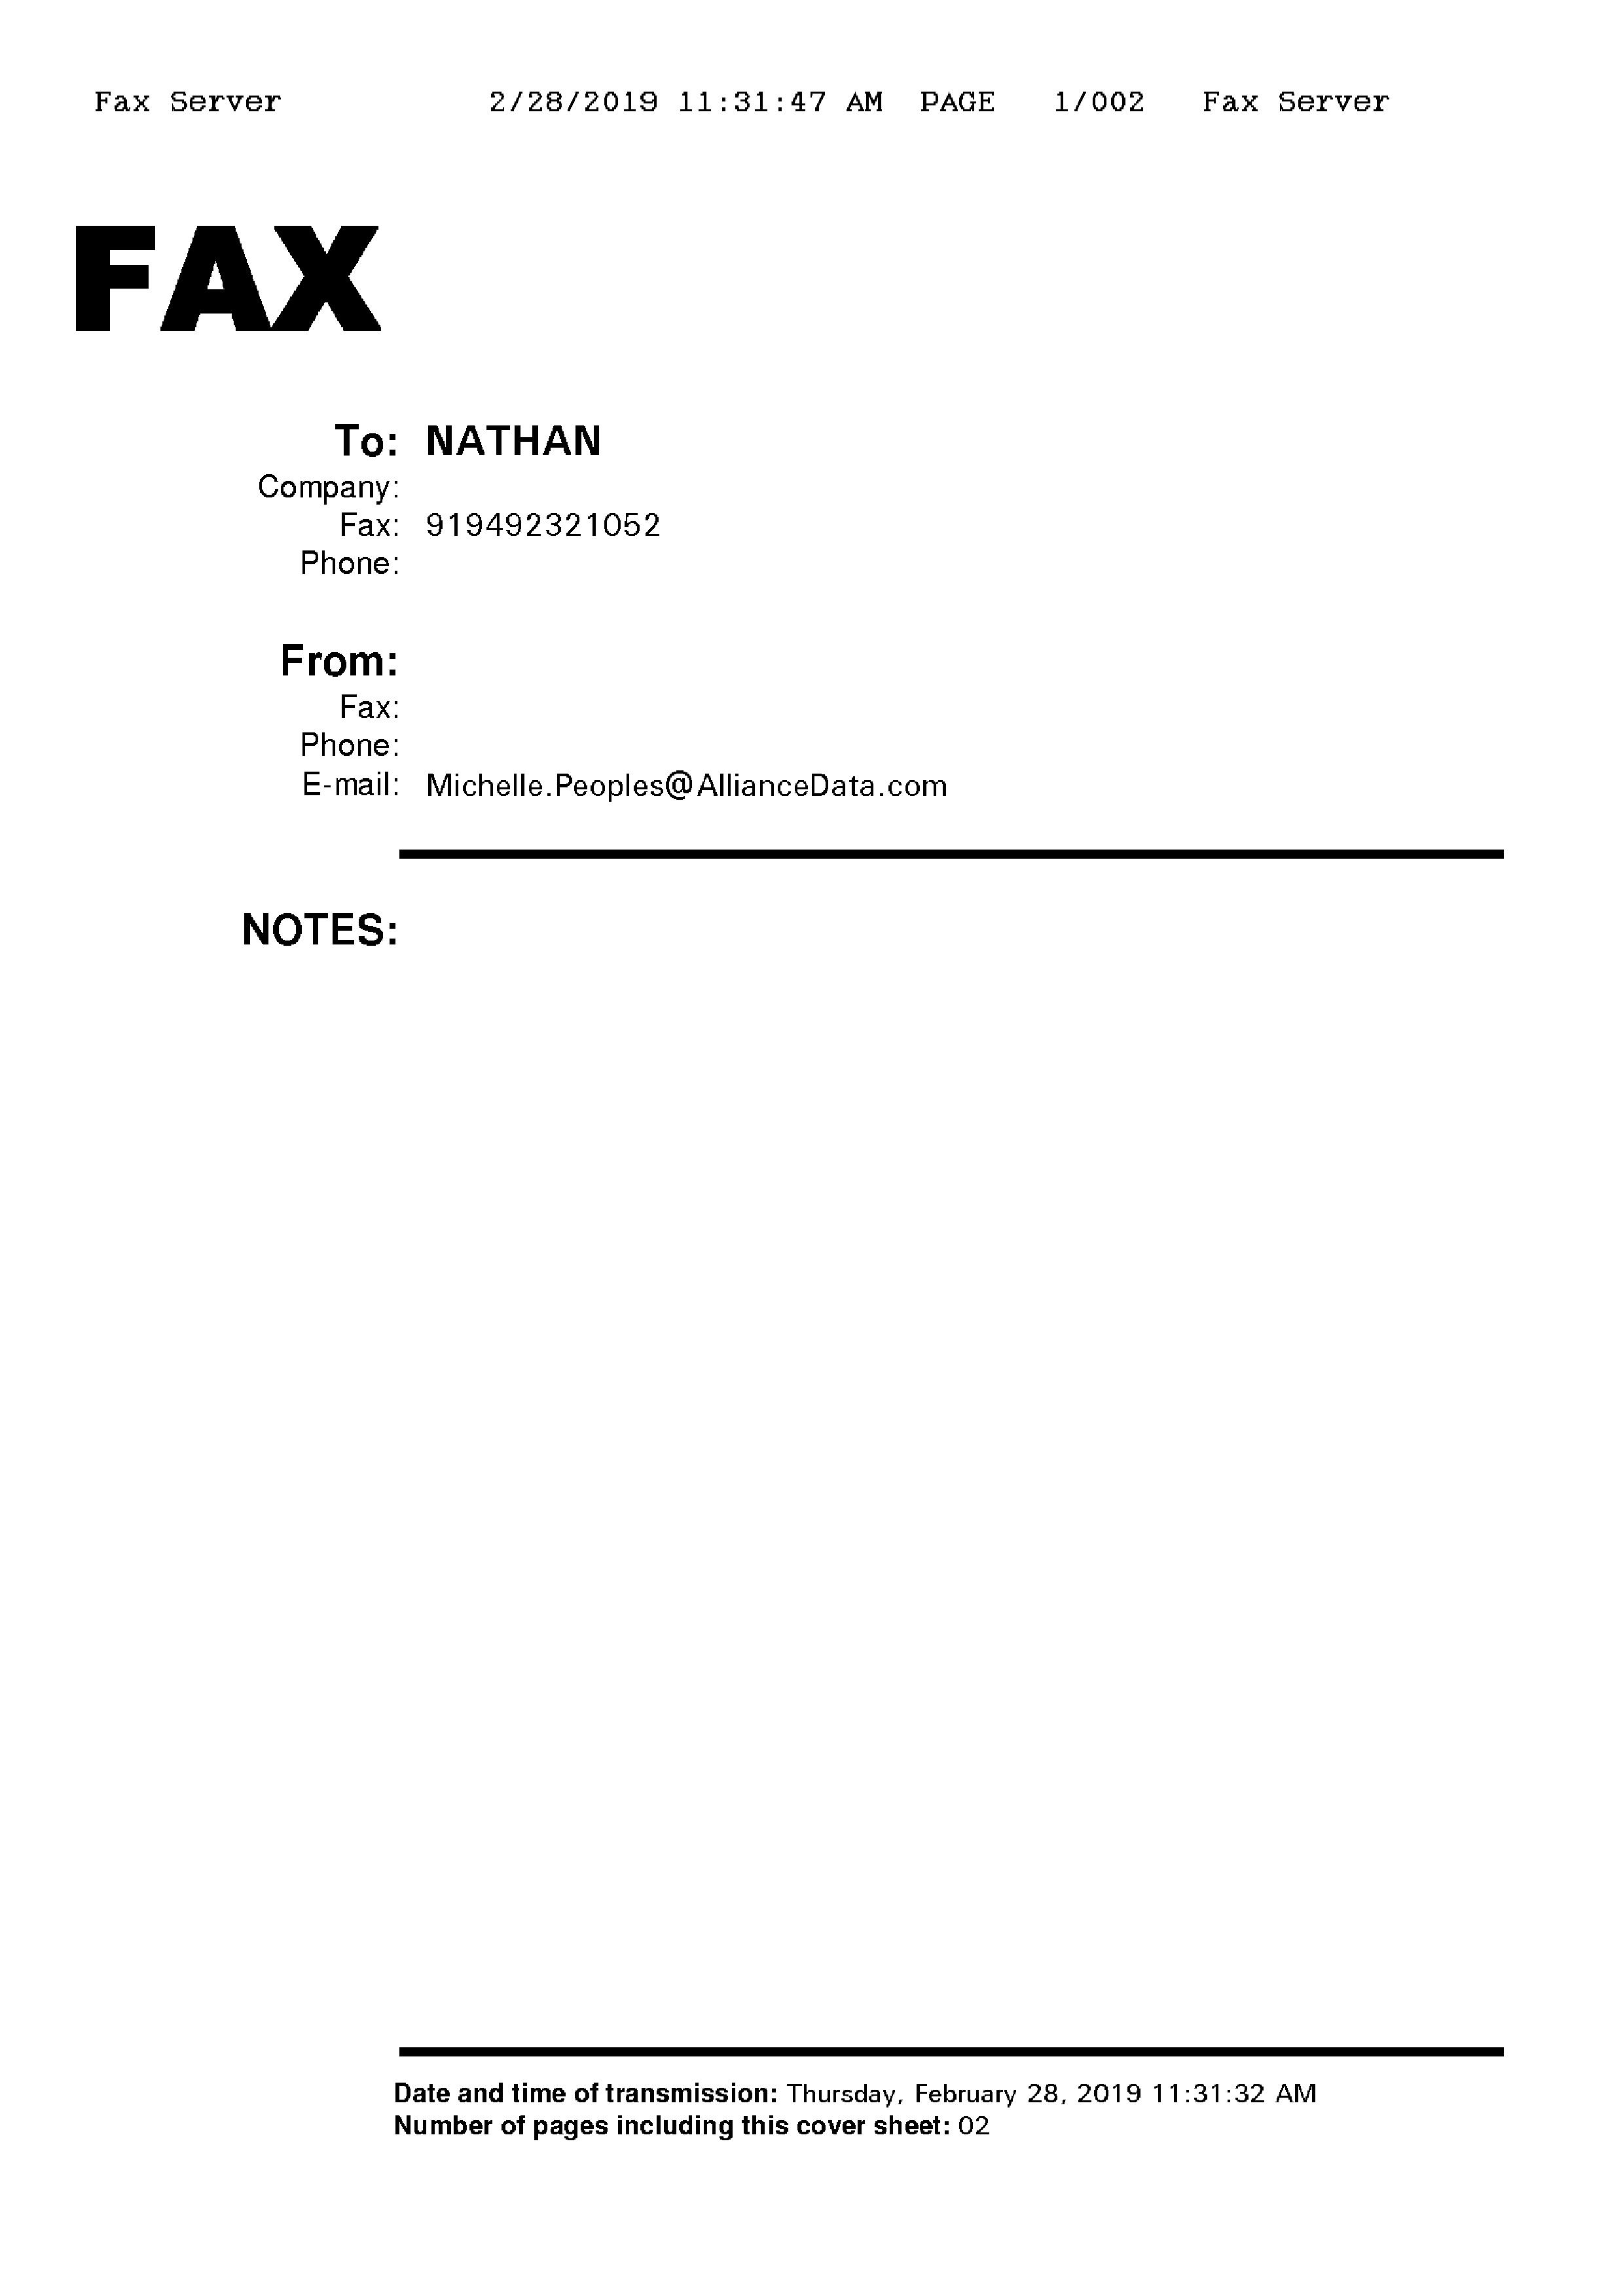 Fax Server 2/28/2019 11:31:47 AM PAGE 1/002 Fax Server
FAX
To: NATHAN
Company:
Fax: 919492321052
Phone:
From:
Fax:
Phone:
E-mail: Michelle.Peoples@AllianceData.com
NOTES:
Date and time of transmission: Thursday, February 28, 2019 11:31:32 AM
Number of pages including this cover sheet: 02